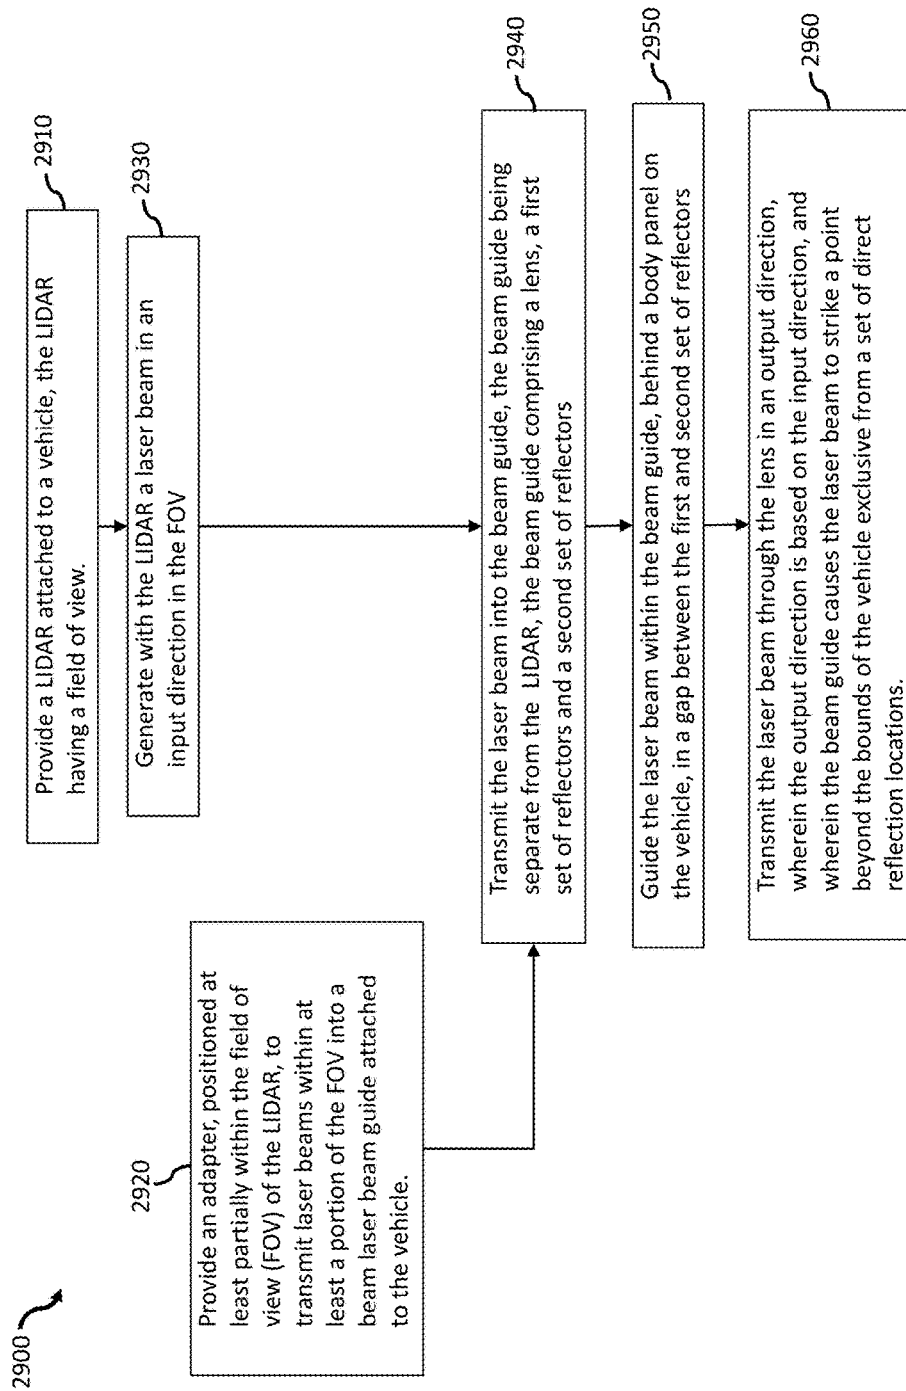 2900
2910
Provide a LIDAR attached to a vehicle, the LIDAR
having a field of view.
2930
Generate with the LIDAR a laser beam in an
input direction in the FOV
2920
Provide an adapter, positioned at
least partially within the field of
view (FOV) of the LIDAR, to
transmit laser beams within at
least a portion of the FOV into a
beam laser beam guide attached
to the vehicle.
2940
Transmit the laser beam into the beam guide, the beam guide being
separate from the LIDAR, the beam guide comprising a lens, a first
set of reflectors and a second set of reflectors
2950
Guide the laser beam within the beam guide, behind a body panel on
the vehicle, in a gap between the first and second set of reflectors
2960
Transmit the laser beam through the lens in an output direction,
wherein the output direction is based on the input direction, and
wherein the beam guide causes the laser beam to strike a point
beyond the bounds of the vehicle exclusive from a set of direct
reflection locations.